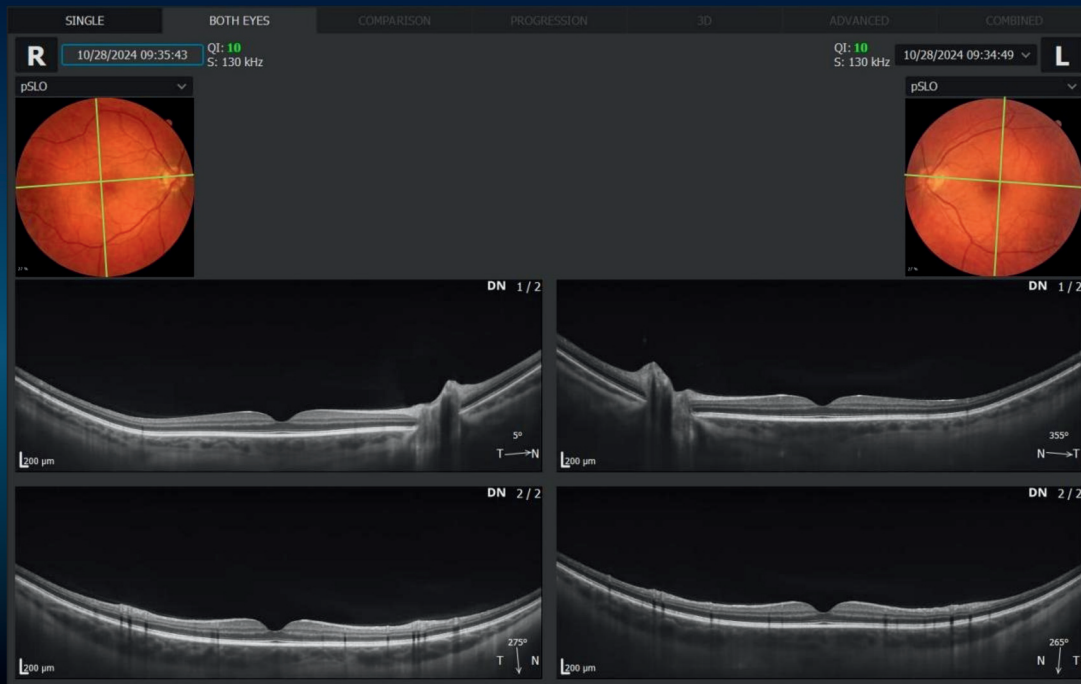 SINGLE BOTH EYES COMPARISON PROGRESSION 3D ADVANCED COMBINED
R 10/28/2024 09:35:43 QI: 10 QI: 10 10/28/2024 09:34:49 L
S: 130 kHz S: 130 kHz
pSLO pSLO
DN 1/2 DN 1/2
5° 355°
200 µm T N 200 µm N T
DN 2/2 DN 2/2
275° 265°
200 µm T N 200 µm N T